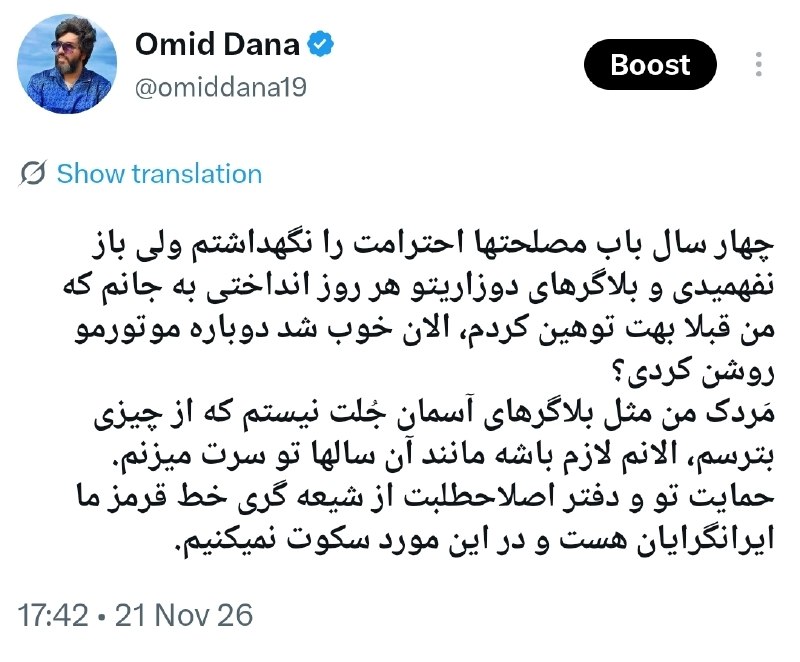 Omid Dana
@omiddana19
Boost
Show translation
چهار سال باب مصلحتها احترامت را نگهداشتم ولی باز
نفهمیدی و بلاگرهای دوزاریتو هر روز انداختی به جانم که
من قبلا بهت توهین کردم، الان خوب شد دوباره موتورمو
روشن کردی؟
مَردک من مثل بلاگرهای آسمان جُلت نیستم که از چیزی
بترسم، الانم لازم باشه مانند آن سالها تو سرت میزنم.
حمایت تو و دفتر اصلاحطلبت از شیعه گری خط قرمز ما
ایرانگرایان هست و در این مورد سکوت نمیکنیم.
17:42 • 21 Nov 26